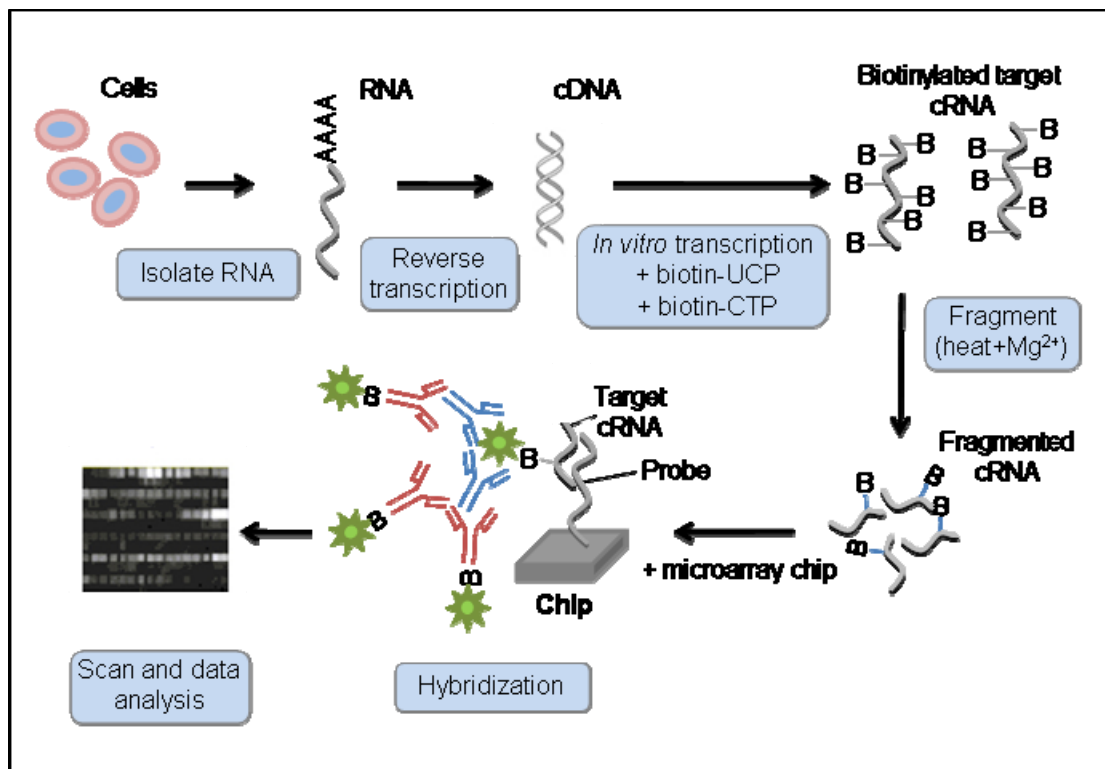 Cells
RNA
cDNA
Biotinylated target
cRNA
AAAA
B
B
B
B
B
B
B
B
B
B
B
B
Isolate RNA
Reverse
transcription
In vitro transcription
+ biotin-UCP
+ biotin-CTP
Fragment
(heat+Mg²⁺)
B
Target
cRNA
B
Probe
Fragmented
cRNA
B
B
B
B
B
B
+ microarray chip
Chip
Scan and data
analysis
Hybridization